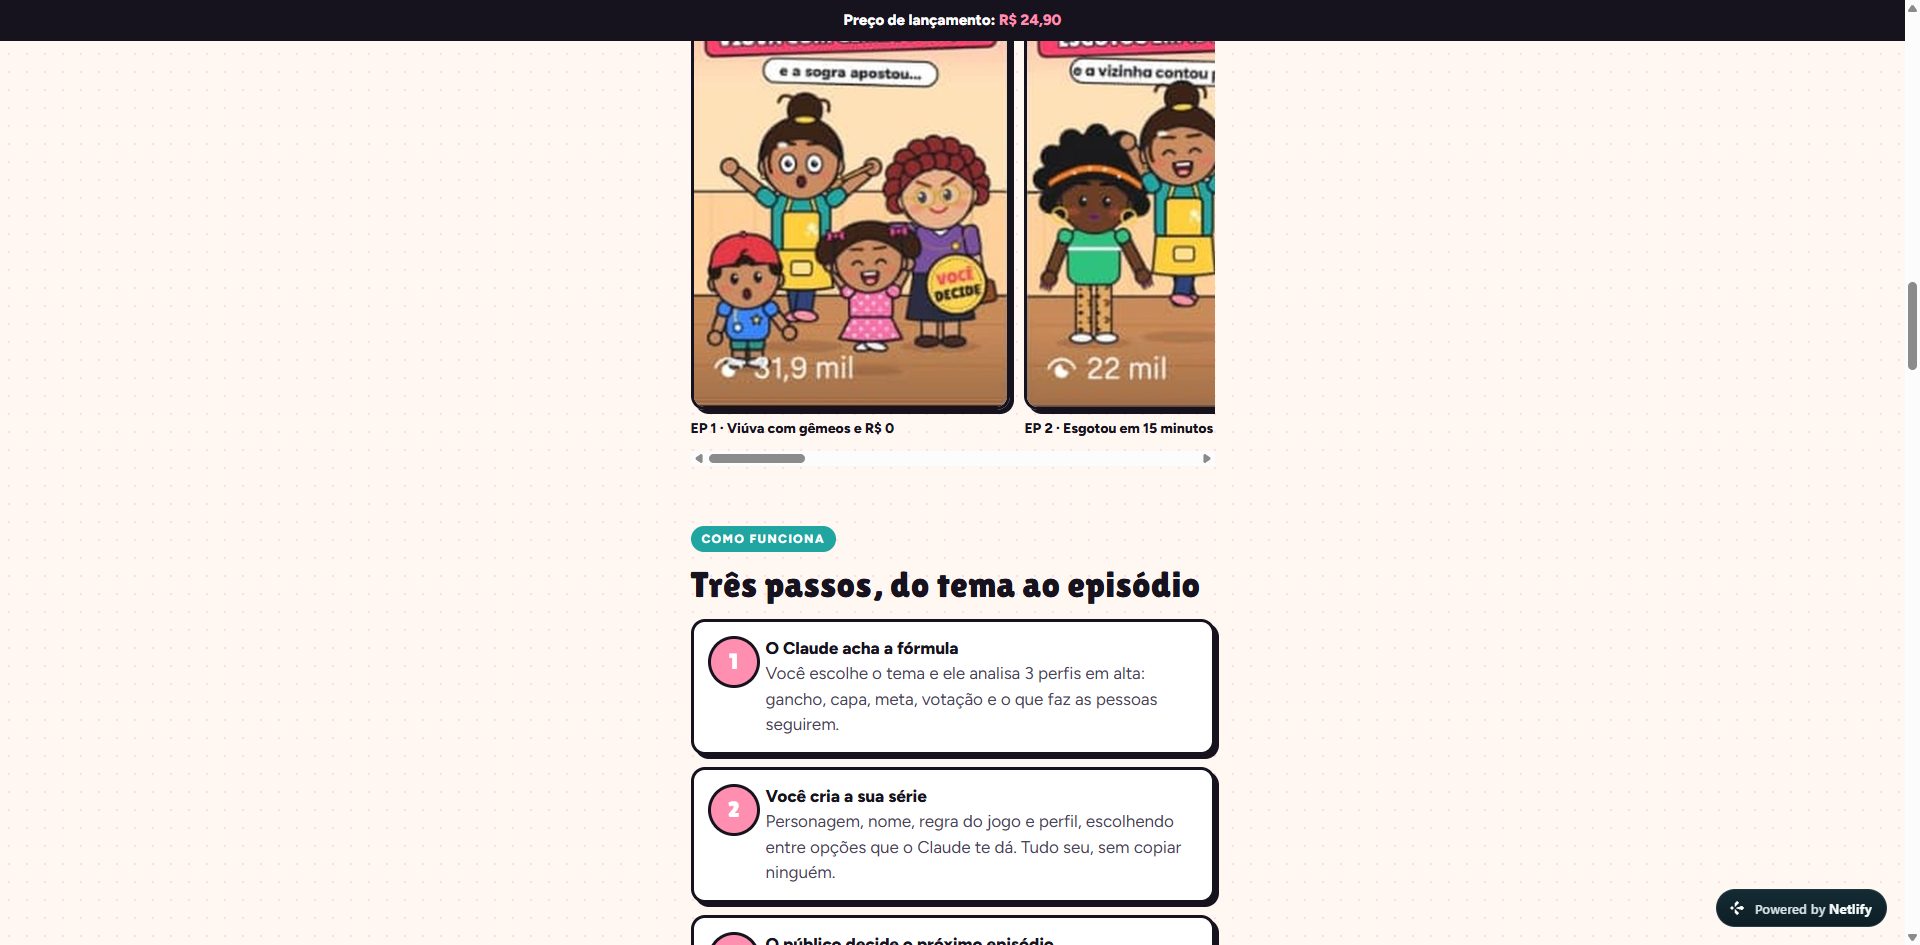 Preço de lançamento: R$ 24,90
e a sogra apostou...
e a vizinha contou
VOCÊ
DECIDE
31,9 mil
22 mil
EP 1 · Viúva com gêmeos e R$ 0
EP 2 · Esgotou em 15 minutos
COMO FUNCIONA
Três passos, do tema ao episódio
1
O Claude acha a fórmula
Você escolhe o tema e ele analisa 3 perfis em alta:
gancho, capa, meta, votação e o que faz as pessoas
seguirem.
2
Você cria a sua série
Personagem, nome, regra do jogo e perfil, escolhendo
entre opções que o Claude te dá. Tudo seu, sem copiar
ninguém.
O público decide o próximo episódio
Powered by Netlify